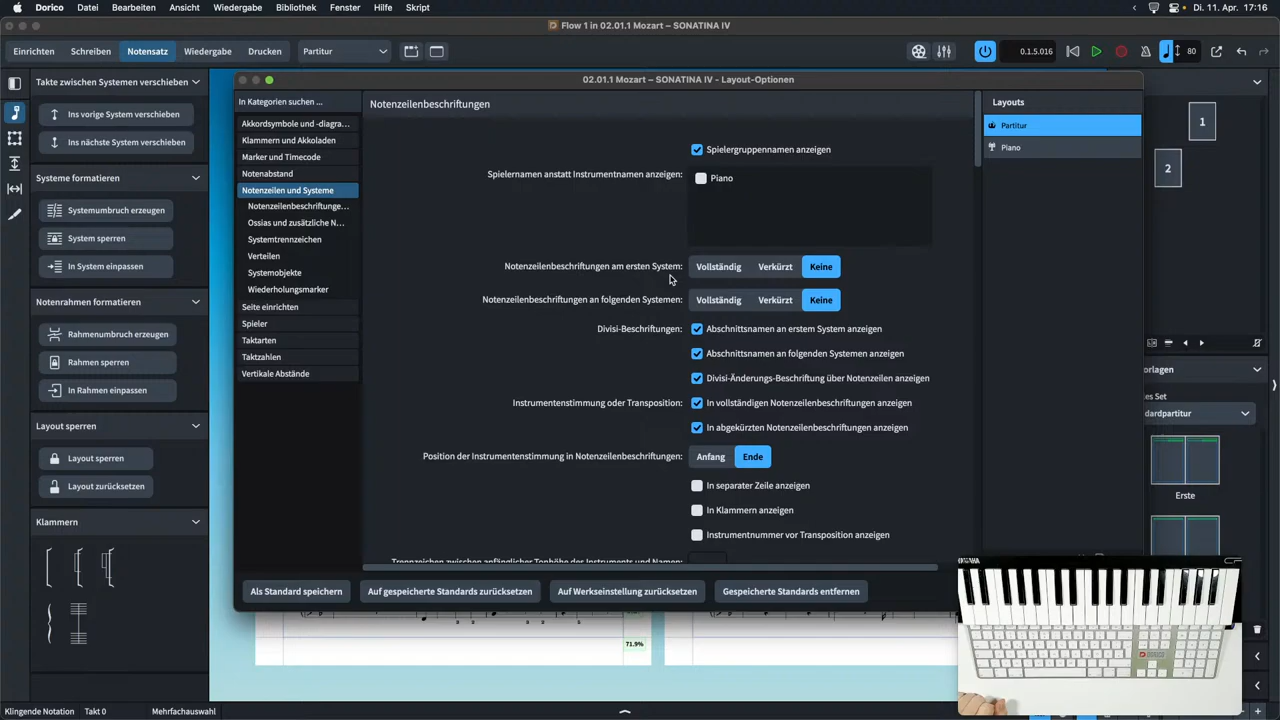 Dorico Datei Bearbeiten Ansicht Wiedergabe Bibliothek Fenster Hilfe Skript
Di. 11. Apr. 17:16
Flow 1 in 02.01.1 Mozart – SONATINA IV
Einrichten Schreiben Notensatz Wiedergabe Drucken Partitur
0.1.5.016
80
Takte zwischen Systemen verschieben
Ins vorige System verschieben
Ins nächste System verschieben
Systeme formatieren
Systemumbruch erzeugen
System sperren
In System einpassen
Notenrahmen formatieren
Rahmenumbruch erzeugen
Rahmen sperren
In Rahmen einpassen
Layout sperren
Layout sperren
Layout zurücksetzen
Klammern
02.01.1 Mozart – SONATINA IV - Layout-Optionen
In Kategorien suchen ...
Akkordsymbole und -diagra...
Klammern und Akkoladen
Marker und Timecode
Notenabstand
Notenzeilen und Systeme
Notenzeilenbeschriftunge...
Ossias und zusätzliche N...
Systemtrennzeichen
Verteilen
Systemobjekte
Wiederholungsmarker
Seite einrichten
Spieler
Taktarten
Taktzahlen
Vertikale Abstände
Notenzeilenbeschriftungen
Spielergruppennamen anzeigen
Spielernamen anstatt Instrumentnamen anzeigen:
Piano
Notenzeilenbeschriftungen am ersten System: Vollständig Verkürzt Keine
Notenzeilenbeschriftungen an folgenden Systemen: Vollständig Verkürzt Keine
Divisi-Beschriftungen: Abschnittsnamen an erstem System anzeigen
Abschnittsnamen an folgenden Systemen anzeigen
Divisi-Änderungs-Beschriftung über Notenzeilen anzeigen
Instrumentenstimmung oder Transposition: In vollständigen Notenzeilenbeschriftungen anzeigen
In abgekürzten Notenzeilenbeschriftungen anzeigen
Position der Instrumentenstimmung in Notenzeilenbeschriftungen: Anfang Ende
In separater Zeile anzeigen
In Klammern anzeigen
Instrumentnummer vor Transposition anzeigen
Trennzeichen zwischen anfänglicher Tonhöhe des Instruments und Namen:
Als Standard speichern
Auf gespeicherte Standards zurücksetzen
Auf Werkseinstellung zurücksetzen
Gespeicherte Standards entfernen
Layouts
Partitur
Piano
1
2
orlagen
es Set
dardpartitur
Erste
71.9%
YAMAHA
CF
Klingende Notation Takt 0 Mehrfachauswahl